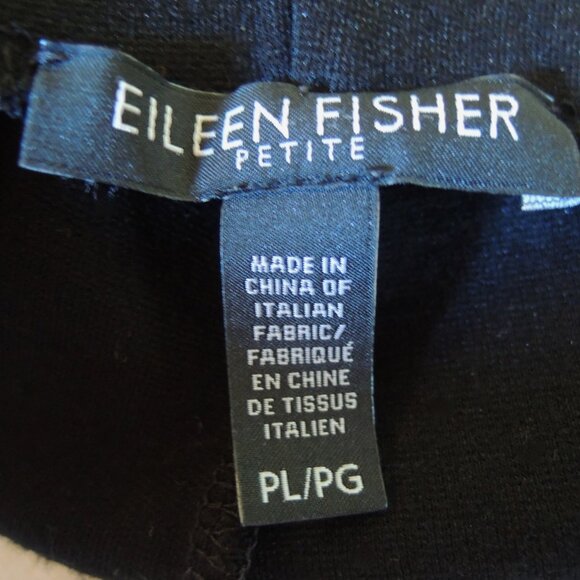 EILEEN FISHER
PETITE
MADE IN
CHINA OF
ITALIAN
FABRIC/
FABRIQUÉ
EN CHINE
DE TISSUS
ITALIEN
PL/PG